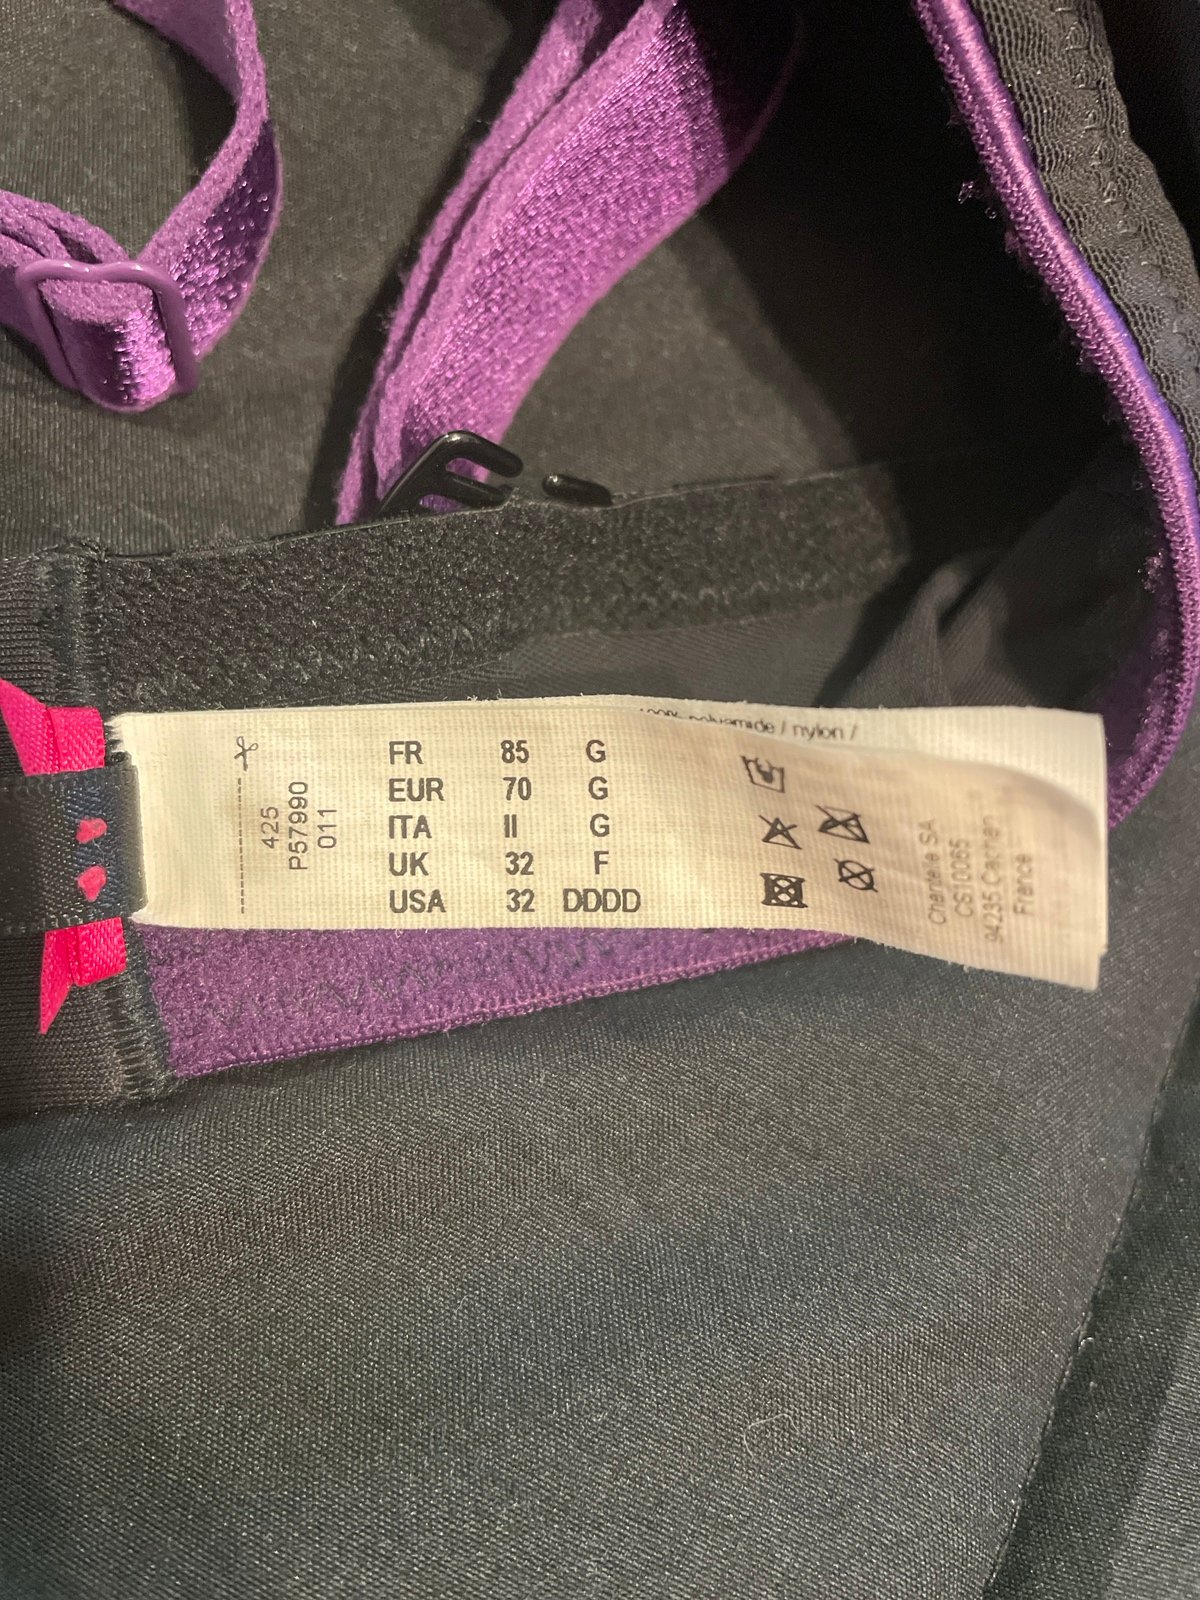 100% polyamide / nylon /
425
P57990
011
FR 85 G
EUR 70 G
ITA II G
UK 32 F
USA 32 DDDD
Chantelle SA
CS10065
94235 Cachan
France